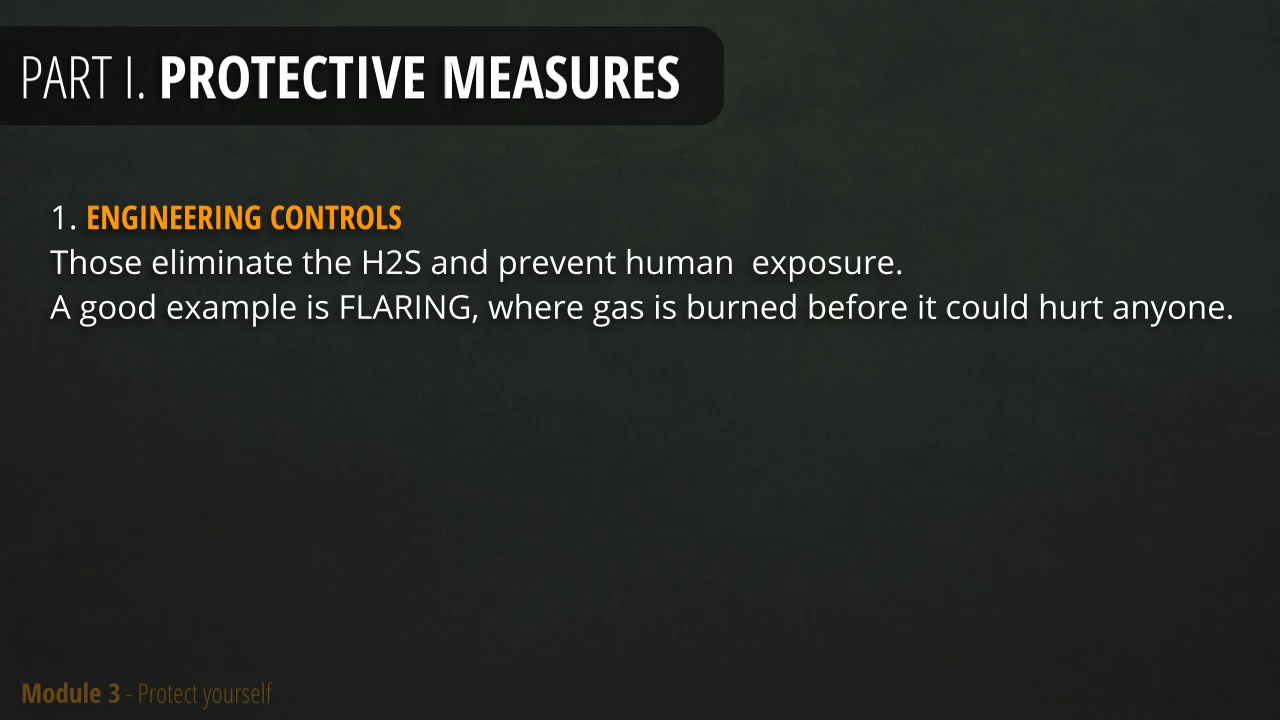 PART I. PROTECTIVE MEASURES
1. ENGINEERING CONTROLS
Those eliminate the H2S and prevent human  exposure.
A good example is FLARING, where gas is burned before it could hurt anyone.
Module 3 - Protect yourself